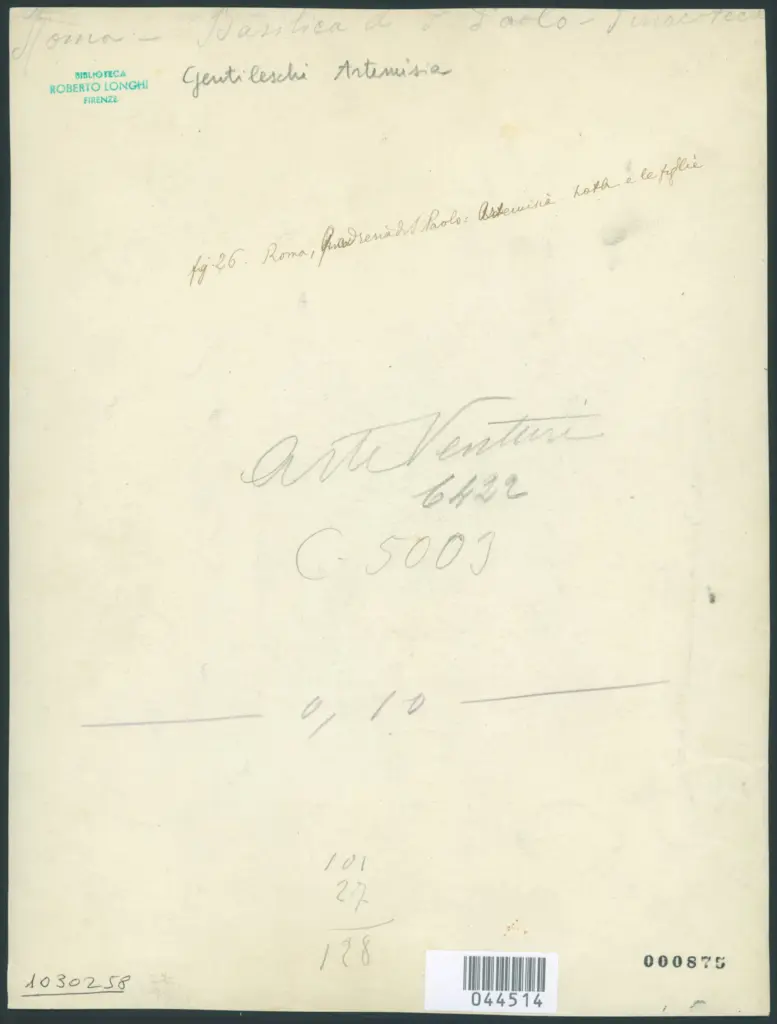 Roma - Basilica di S. Paolo - Pinacoteca
BIBLIOTECA
ROBERTO LONGHI
FIRENZE
Gentileschi Artemisia
fig. 26. Roma, Quadreria di S Paolo: Artemisia Loth e le figlie
Arte Venturi
6422
C-5003
0,10
101
27
128
1030258
044514
000875